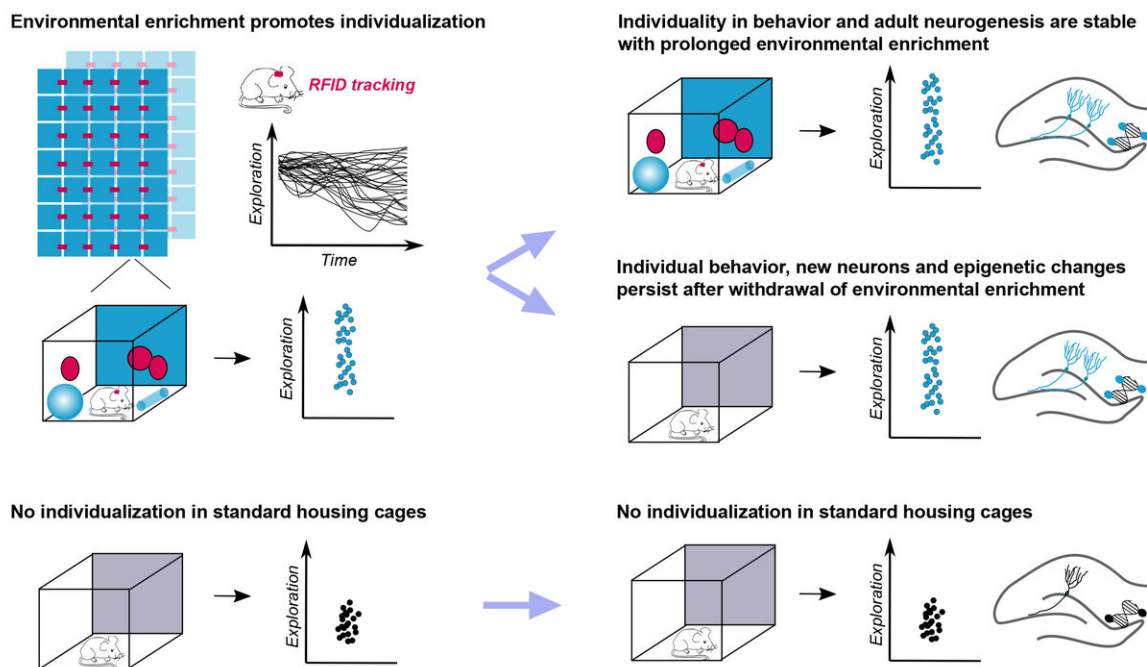 Environmental enrichment promotes individualization
RFID tracking
Exploration
Time
Exploration
No individualization in standard housing cages
Exploration
Individuality in behavior and adult neurogenesis are stable
with prolonged environmental enrichment
Exploration
Individual behavior, new neurons and epigenetic changes
persist after withdrawal of environmental enrichment
Exploration
No individualization in standard housing cages
Exploration